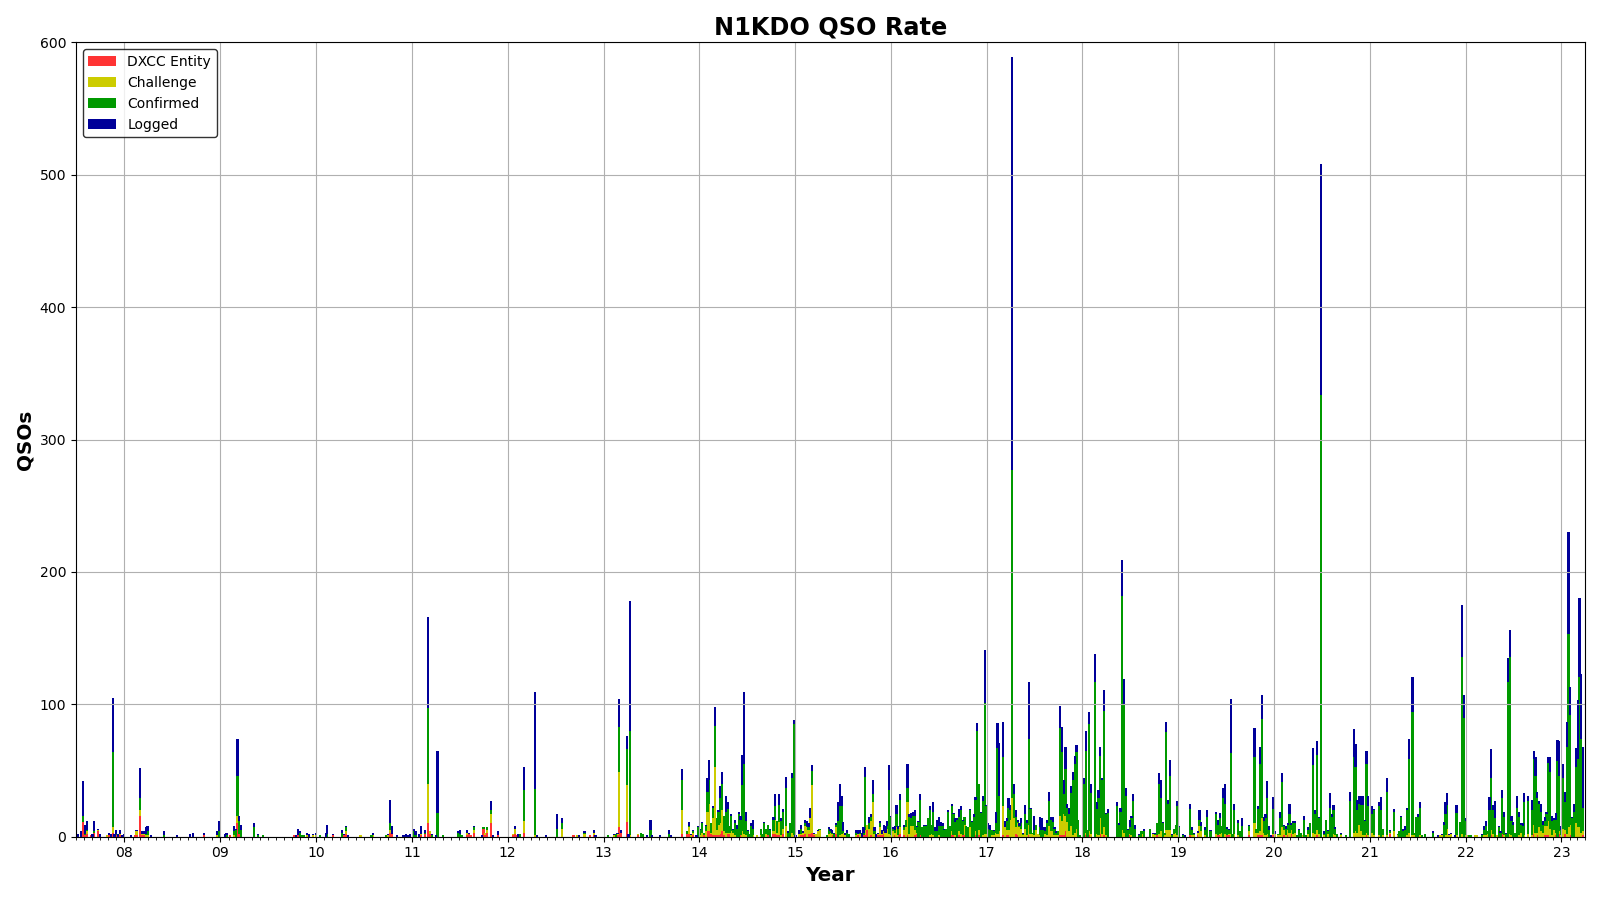 N1KDO QSO Rate
600
500
400
300
200
100
0
QSOs
DXCC Entity
Challenge
Confirmed
Logged
08 09 10 11 12 13 14 15 16 17 18 19 20 21 22 23
Year